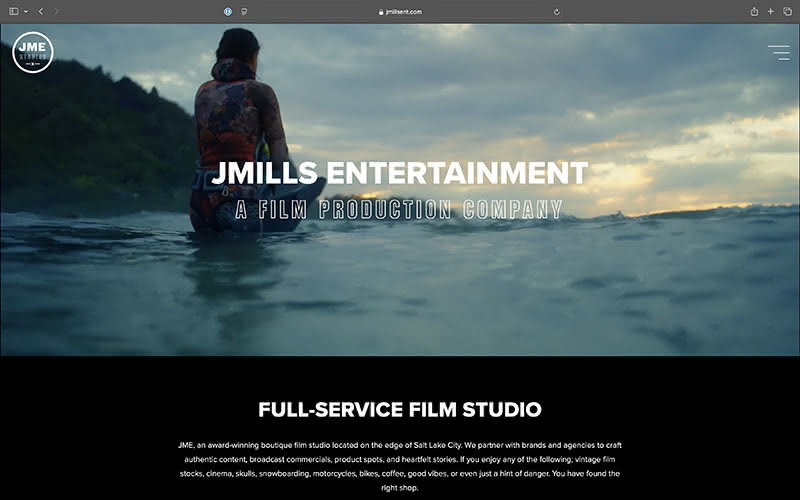 jmillsent.com
JME
STUDIOS
JMILLS ENTERTAINMENT
A FILM PRODUCTION COMPANY
FULL-SERVICE FILM STUDIO
JME, an award-winning boutique film studio located on the edge of Salt Lake City. We partner with brands and agencies to craft
authentic content, broadcast commercials, product spots, and heartfelt stories. If you enjoy any of the following; vintage film
stocks, cinema, skulls, snowboarding, motorcycles, bikes, coffee, good vibes, or even just a hint of danger. You have found the
right shop.